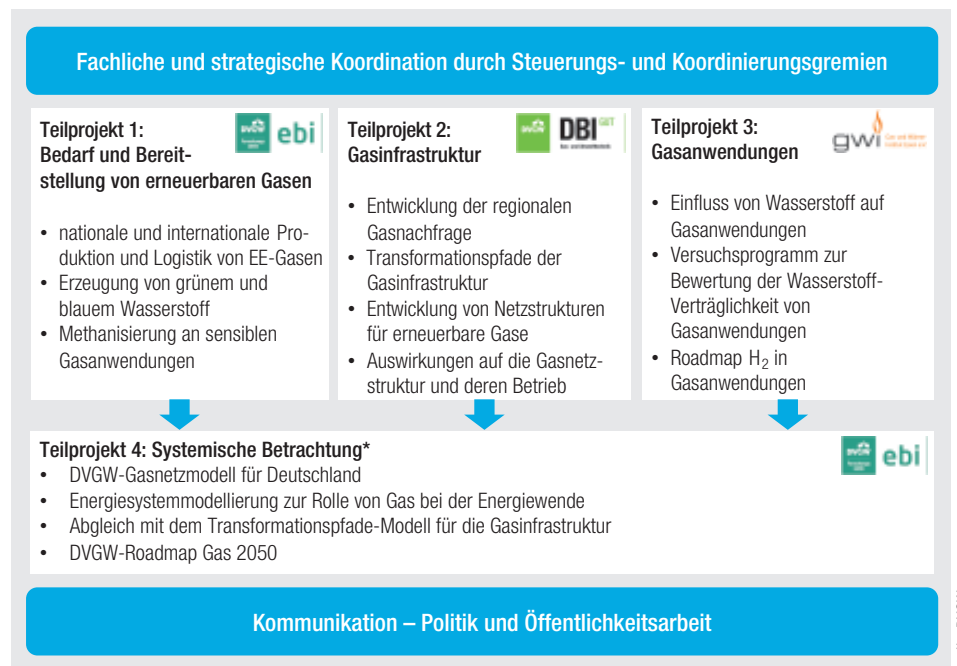 Fachliche und strategische Koordination durch Steuerungs- und Koordinierungsgremien
Teilprojekt 1:
Bedarf und Bereit-
stellung von erneuerbaren Gasen
DVGW
ebi
• nationale und internationale Pro-
duktion und Logistik von EE-Gasen
• Erzeugung von grünem und
blauem Wasserstoff
• Methanisierung an sensiblen
Gasanwendungen
Teilprojekt 2:
Gasinfrastruktur
DBI
• Entwicklung der regionalen
Gasnachfrage
• Transformationspfade der
Gasinfrastruktur
• Entwicklung von Netzstrukturen
für erneuerbare Gase
• Auswirkungen auf die Gasnetz-
struktur und deren Betrieb
Teilprojekt 3:
Gasanwendungen
gwi
• Einfluss von Wasserstoff auf
Gasanwendungen
• Versuchsprogramm zur
Bewertung der Wasserstoff-
Verträglichkeit von
Gasanwendungen
• Roadmap H₂ in
Gasanwendungen
Teilprojekt 4: Systemische Betrachtung*
DVGW
ebi
• DVGW-Gasnetzmodell für Deutschland
• Energiesystemmodellierung zur Rolle von Gas bei der Energiewende
• Abgleich mit dem Transformationspfade-Modell für die Gasinfrastruktur
• DVGW-Roadmap Gas 2050
Kommunikation – Politik und Öffentlichkeitsarbeit